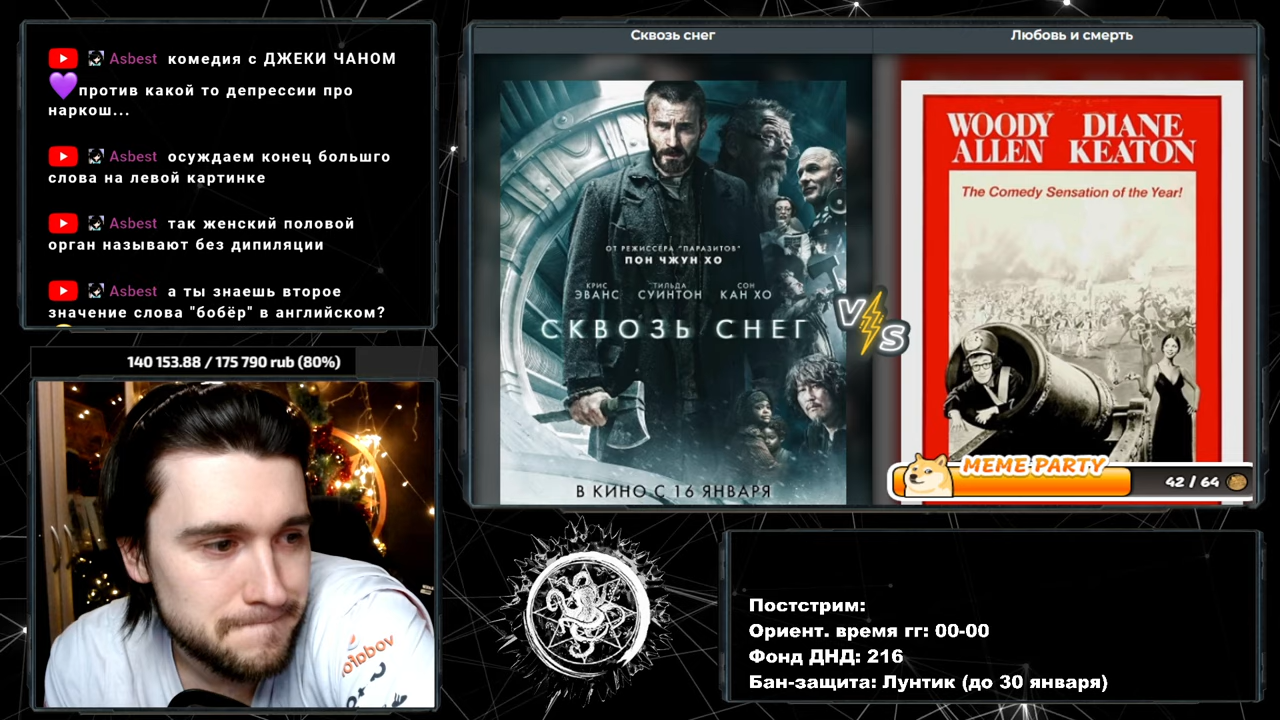 Asbest комедия с ДЖЕКИ ЧАНОМ
против какой то депрессии про
наркош...
Asbest осуждаем конец большго
слова на левой картинке
Asbest так женский половой
орган называют без дипиляции
Asbest а ты знаешь второе
значение слова "бобёр" в английском?
140 153.88 / 175 790 rub (80%)
Сквозь снег
ОТ РЕЖИССЁРА "ПАРАЗИТОВ"
ПОН ЧЖУН ХО
КРИС ЭВАНС
ТИЛЬДА СУИНТОН
СОН КАН ХО
СКВОЗЬ СНЕГ
В КИНО С 16 ЯНВАРЯ
VS
Любовь и смерть
WOODY ALLEN
DIANE KEATON
The Comedy Sensation of the Year!
MEME PARTY
42 / 64
Постстрим:
Ориент. время гг: 00-00
Фонд ДНД: 216
Бан-защита: Лунтик (до 30 января)